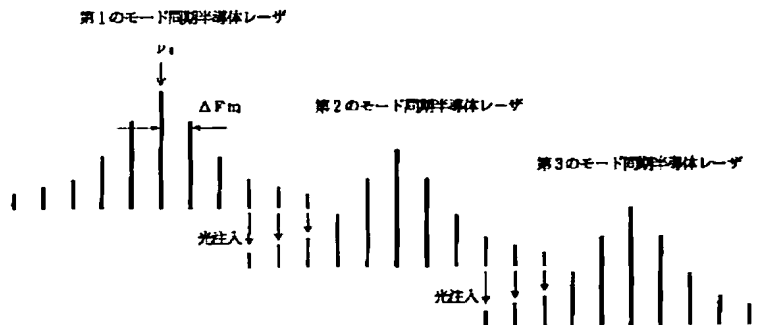 第1のモード同期半導体レーザ
ν₀
ΔFm
第2のモード同期半導体レーザ
第3のモード同期半導体レーザ
光注入
光注入